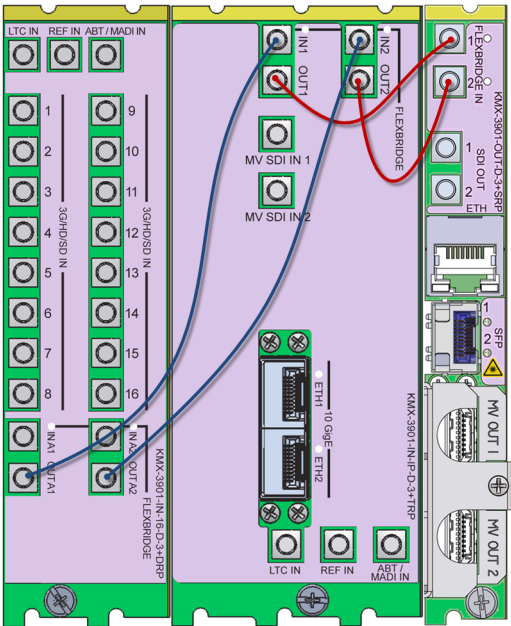 LTC IN
REF IN
ABT / MADI IN
1
2
3
4
5
6
7
8
3G/HD/SD IN
9
10
11
12
13
14
15
16
3G/HD/SD IN
INA1
OUTA1
INA2
OUTA2
FLEXBRIDGE
KMX-3901-IN-16-D-3+DRP
IN1
OUT1
IN2
OUT2
FLEXBRIDGE
MV SDI IN 1
MV SDI IN 2
ETH1
10 GigE
ETH2
KMX-3901-IN-IP-D-3+TRP
LTC IN
REF IN
ABT /
MADI IN
1
2
FLEXBRIDGE IN
KMX-3901-OUT-D-3+SRP
1
2
SDI OUT
ETH
1
2
SFP
MV OUT 1
MV OUT 2